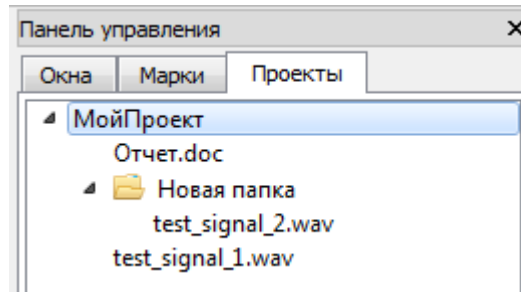 Панель управления
Окна Марки Проекты
МойПроект
Отчет.doc
Новая папка
test_signal_2.wav
test_signal_1.wav